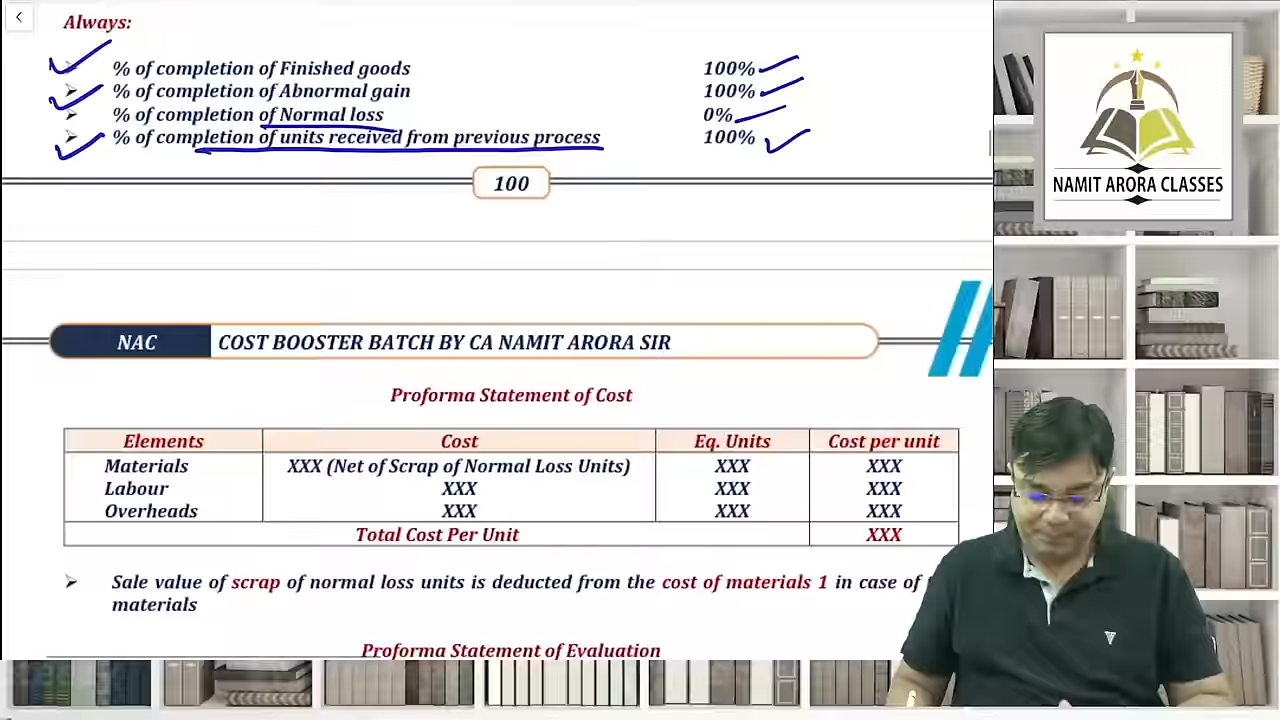 Always:
➢ % of completion of Finished goods 100%
➢ % of completion of Abnormal gain 100%
➢ % of completion of Normal loss 0%
➢ % of completion of units received from previous process 100%
100
NAC COST BOOSTER BATCH BY CA NAMIT ARORA SIR
Proforma Statement of Cost
Elements Cost Eq. Units Cost per unit
Materials XXX (Net of Scrap of Normal Loss Units) XXX XXX
Labour XXX XXX XXX
Overheads XXX XXX XXX
Total Cost Per Unit XXX
➢ Sale value of scrap of normal loss units is deducted from the cost of materials 1 in case of
materials
Proforma Statement of Evaluation
NAMIT ARORA CLASSES